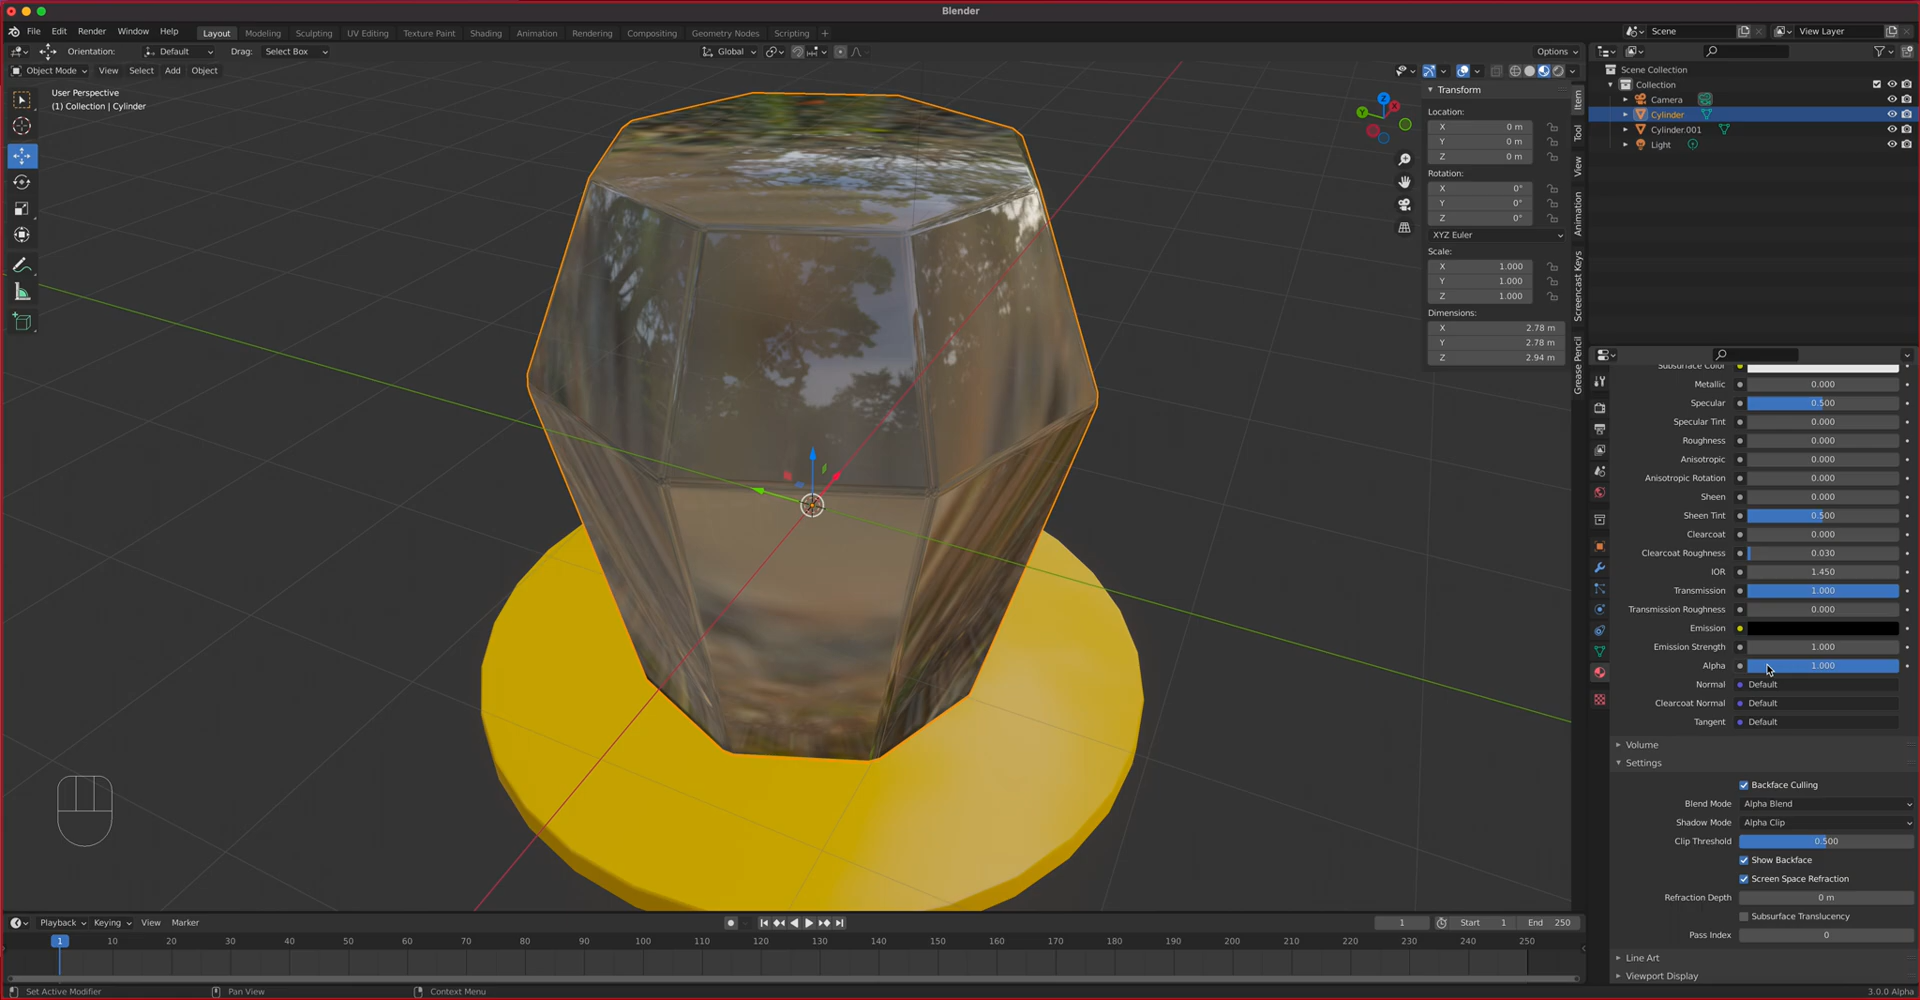 Blender
File Edit Render Window Help Layout Modeling Sculpting UV Editing Texture Paint Shading Animation Rendering Compositing Geometry Nodes Scripting + Scene View Layer
Orientation: Default Drag: Select Box Global Options
Object Mode View Select Add Object
User Perspective
(1) Collection | Cylinder
Transform
Location:
X 0 m
Y 0 m
Z 0 m
Rotation:
X 0°
Y 0°
Z 0°
XYZ Euler
Scale:
X 1.000
Y 1.000
Z 1.000
Dimensions:
X 2.78 m
Y 2.78 m
Z 2.94 m
Item
Tool
View
Animation
Screencast Keys
Grease Pencil
Z
X
Y
Scene Collection
Collection
Camera
Cylinder
Cylinder.001
Light
Subsurface Color
Metallic 0.000
Specular 0.500
Specular Tint 0.000
Roughness 0.000
Anisotropic 0.000
Anisotropic Rotation 0.000
Sheen 0.000
Sheen Tint 0.500
Clearcoat 0.000
Clearcoat Roughness 0.030
IOR 1.450
Transmission 1.000
Transmission Roughness 0.000
Emission
Emission Strength 1.000
Alpha 1.000
Normal Default
Clearcoat Normal Default
Tangent Default
Volume
Settings
Backface Culling
Blend Mode Alpha Blend
Shadow Mode Alpha Clip
Clip Threshold 0.500
Show Backface
Screen Space Refraction
Refraction Depth 0 m
Subsurface Translucency
Pass Index 0
Line Art
Viewport Display
Playback Keying View Marker 1 Start 1 End 250
1 10 20 30 40 50 60 70 80 90 100 110 120 130 140 150 160 170 180 190 200 210 220 230 240 250
Set Active Modifier Pan View Context Menu 3.0.0 Alpha